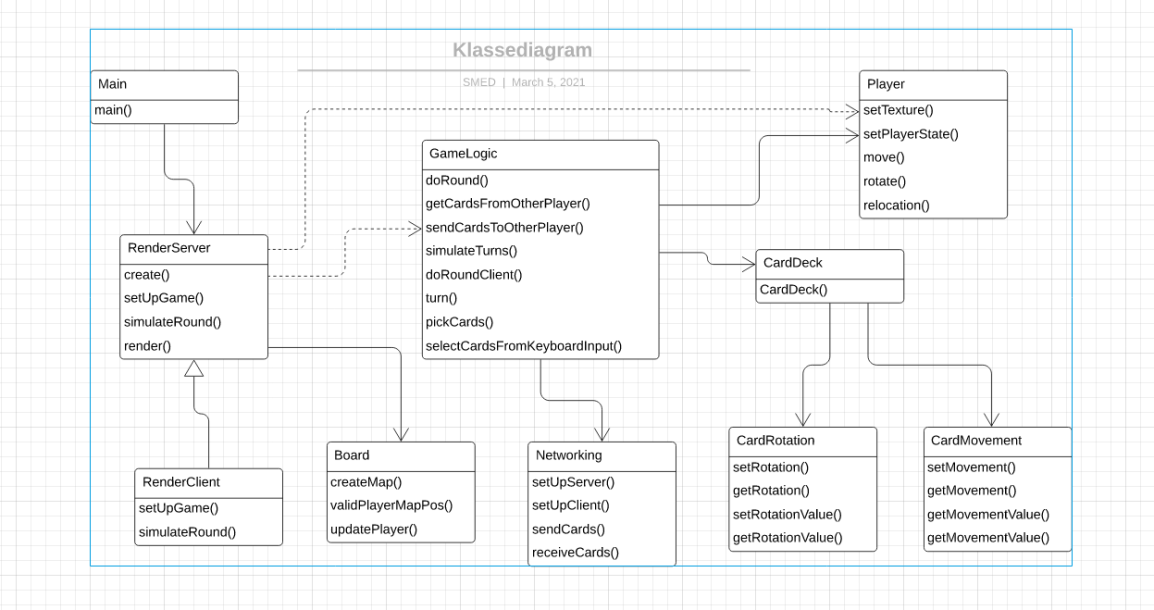 Klassediagram
SMED | March 5, 2021
Main
main()
Player
setTexture()
setPlayerState()
move()
rotate()
relocation()
GameLogic
doRound()
getCardsFromOtherPlayer()
sendCardsToOtherPlayer()
simulateTurns()
doRoundClient()
turn()
pickCards()
selectCardsFromKeyboardInput()
RenderServer
create()
setUpGame()
simulateRound()
render()
CardDeck
CardDeck()
RenderClient
setUpGame()
simulateRound()
Board
createMap()
validPlayerMapPos()
updatePlayer()
Networking
setUpServer()
setUpClient()
sendCards()
receiveCards()
CardRotation
setRotation()
getRotation()
setRotationValue()
getRotationValue()
CardMovement
setMovement()
getMovement()
getMovementValue()
getMovementValue()